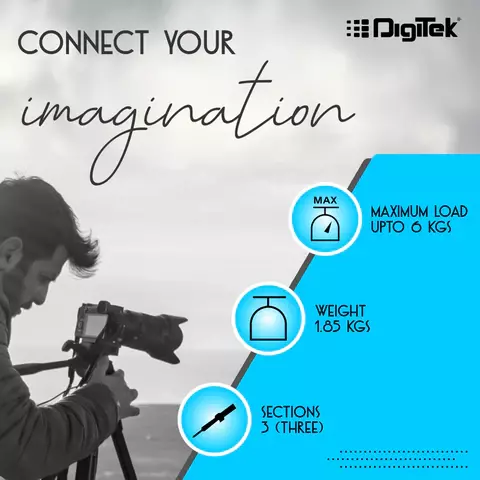 CONNECT YOUR
DIGITEK®
imagination
MAX
MAXIMUM LOAD
UPTO 6 KGS
WEIGHT
1.85 KGS
SECTIONS
3 (THREE)